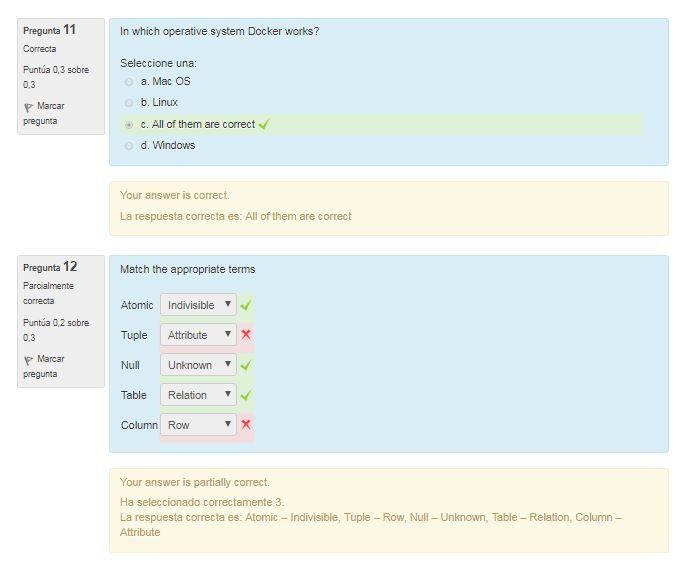 Pregunta 11
Correcta
Puntúa 0,3 sobre
0,3
Marcar
pregunta
In which operative system Docker works?
Seleccione una:
a. Mac OS
b. Linux
c. All of them are correct
d. Windows
Your answer is correct.
La respuesta correcta es: All of them are correct
Pregunta 12
Parcialmente
correcta
Puntúa 0,2 sobre
0,3
Marcar
pregunta
Match the appropriate terms
Atomic Indivisible
Tuple Attribute
Null Unknown
Table Relation
Column Row
Your answer is partially correct.
Ha seleccionado correctamente 3.
La respuesta correcta es: Atomic – Indivisible, Tuple – Row, Null – Unknown, Table – Relation, Column –
Attribute